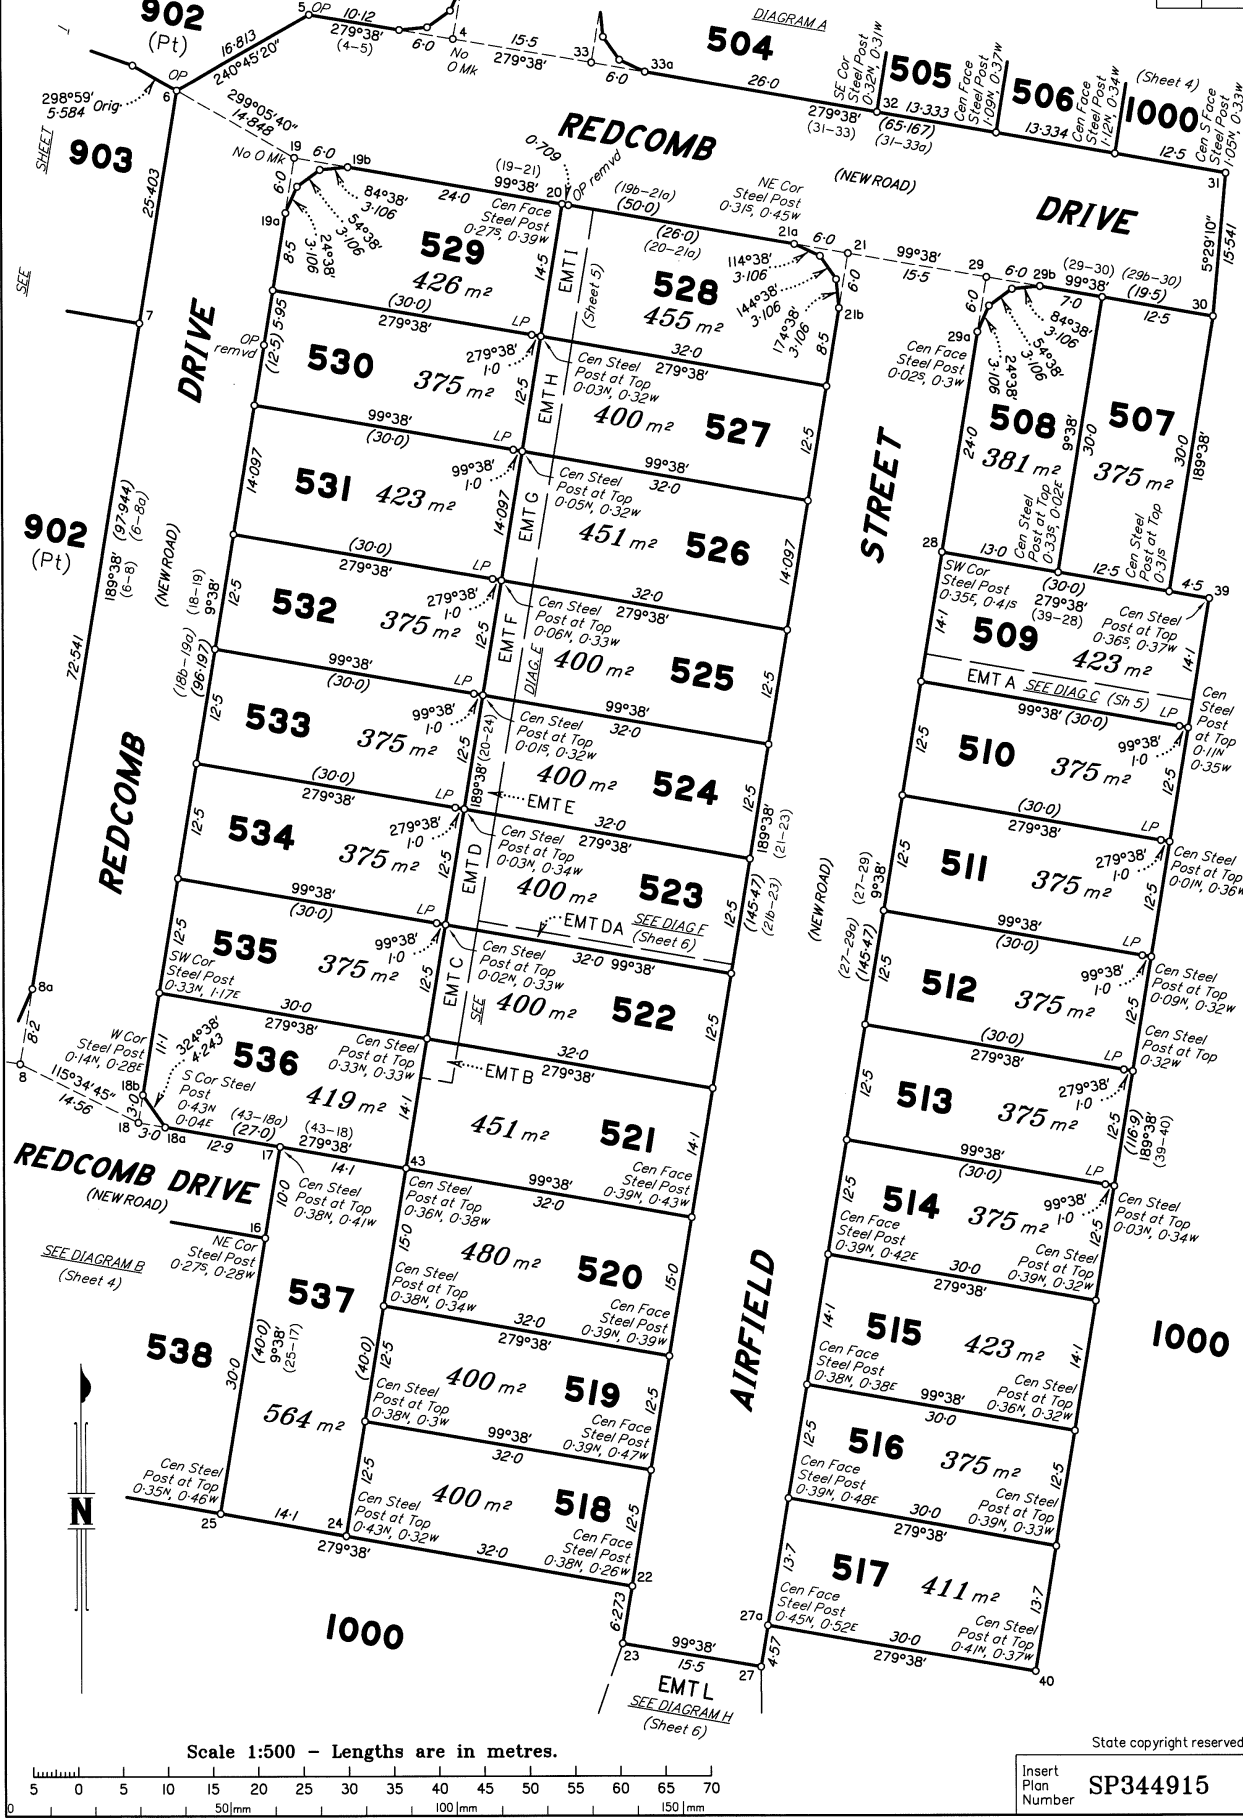 902
(Pt)
5 OP
10·12
279°38'
(4-5)
6·0
4
No
O Mk
15·5
279°38'
33
6·0
33a
504
DIAGRAM A
26·0
279°38'
(31-33)
SE Cor
Steel Post
0·32N, 0·31W
505
32
13·333
(65·167)
(31-33a)
Cen Face
Steel Post
1·09N, 0·37W
506
13·334
Cen Face
Steel Post
1·12N, 0·34W
(Sheet 4)
1000
12·5
Cen S Face
Steel Post
1·05N, 0·33W
31
16·813
240°45'20"
OP
6
298°59' Orig.
5·584
299°05'40"
14·848
SHEET
903
25·403
SEE
7
No O Mk
19
6·0
19b
6·0
19a
84°38'
3·106
54°38'
3·106
24°38'
3·106
REDCOMB
DRIVE
(NEW ROAD)
0·709
(19-21)
99°38'
24·0
20
OP remvd
(19b-21a)
(50·0)
(26·0)
(20-21a)
NE Cor
Steel Post
0·31S, 0·45W
21a
6·0
21
6·0
21b
99°38'
15·5
29
6·0
29b
(29-30)
99°38'
7·0
(29b-30)
(19·5)
12·5
30
5°29'10"
15·541
Cen Face
Steel Post
0·27S, 0·39W
529
426 m²
8·5
14·5
EMT I
(Sheet 5)
528
455 m²
114°38'
3·106
144°38'
3·106
174°38'
3·106
8·5
6·0
29a
84°38'
3·106
54°38'
3·106
24°38'
3·106
Cen Face
Steel Post
0·02S, 0·3W
508
381 m²
24·0
9°38'
30·0
507
375 m²
30·0
189°38'
Cen Steel
Post at Top
0·33S, 0·02E
Cen Steel
Post at Top
0·31S
28
13·0
12·5
4·5
39
DRIVE
OP
remvd
(12·5) 5·95
(30·0)
279°38'
LP
530
375 m²
279°38'
1·0
12·5
EMT H
Cen Steel
Post at Top
0·03N, 0·32W
32·0
279°38'
400 m²
527
12·5
99°38'
(30·0)
LP
14·097
531
423 m²
99°38'
1·0
14·097
EMT G
Cen Steel
Post at Top
0·05N, 0·32W
99°38'
32·0
451 m²
526
14·097
STREET
902
(Pt)
189°38' (97·944)
(6-8) (6-8a)
(NEW ROAD)
(18-19)
9°38'
12·5
(30·0)
279°38'
LP
532
375 m²
279°38'
1·0
12·5
EMT F
DIAG. E
Cen Steel
Post at Top
0·06N, 0·33W
32·0
279°38'
400 m²
525
12·5
SW Cor
Steel Post
0·35E, 0·41S
(30·0)
279°38'
(39-28)
14·1
509
423 m²
Cen Steel
Post at Top
0·36S, 0·37W
14·1
EMT A SEE DIAG C (Sh 5)
99°38' (30·0)
LP
Cen
Steel
Post
at Top
0·11N
0·35W
72·541
(18b-19a)
(96·197)
99°38'
(30·0)
LP
12·5
533
375 m²
99°38'
1·0
12·5
189°38' (20-24)
Cen Steel
Post at Top
0·01S, 0·32W
99°38'
32·0
400 m²
524
12·5
189°38'
(21-23)
EMT E
12·5
510
375 m²
99°38'
1·0
12·5
REDCOMB
(30·0)
279°38'
LP
12·5
534
375 m²
279°38'
1·0
12·5
EMT D
Cen Steel
Post at Top
0·03N, 0·34W
32·0
279°38'
400 m²
523
12·5
(145·47)
(21b-23)
(NEW ROAD)
EMT DA SEE DIAG F
(Sheet 6)
(30·0)
279°38'
LP
12·5
(27-29)
9°38'
511
375 m²
279°38'
1·0
12·5
Cen Steel
Post at Top
0·01N, 0·36W
99°38'
(30·0)
LP
12·5
535
375 m²
99°38'
1·0
12·5
EMT C
SEE
SW Cor
Steel Post
0·33N, 1·17E
Cen Steel
Post at Top
0·02N, 0·33W
32·0 99°38'
400 m²
522
12·5
(27-29a)
(145·47)
12·5
99°38'
(30·0)
LP
512
375 m²
99°38'
1·0
12·5
Cen Steel
Post at Top
0·09N, 0·32W
8a
8·2
8
115°34'45"
14·56
W Cor
Steel Post
0·14N, 0·28E
11·1
324°38'
4·243
30·0
279°38'
536
419 m²
Cen Steel
Post at Top
0·33N, 0·33W
14·1
EMT B
32·0
279°38'
451 m²
521
14·1
S Cor Steel
Post
0·43N
0·04E
18b
3·0
18
3·0
18a
12·9
(43-18a)
(27·0)
17
(43-18)
279°38'
14·1
43
12·5
(30·0)
279°38'
LP
513
375 m²
279°38'
1·0
12·5
Cen Steel
Post at Top
0·32W
(116·9)
189°38'
(39-40)
REDCOMB DRIVE
(NEW ROAD)
10·0
16
Cen Steel
Post at Top
0·38N, 0·41W
NE Cor
Steel Post
0·27S, 0·28W
SEE DIAGRAM B
(Sheet 4)
Cen Steel
Post at Top
0·36N, 0·38W
99°38'
32·0
Cen Face
Steel Post
0·39N, 0·43W
15·0
480 m²
520
15·0
99°38'
(30·0)
LP
12·5
514
375 m²
99°38'
1·0
12·5
Cen Steel
Post at Top
0·03N, 0·34W
Cen Face
Steel Post
0·39N, 0·42E
Cen Steel
Post at Top
0·39N, 0·32W
30·0
279°38'
537
564 m²
538
(40·0)
9°38'
(25-17)
30·0
(40·0)
Cen Steel
Post at Top
0·38N, 0·34W
32·0
279°38'
Cen Face
Steel Post
0·39N, 0·39W
12·5
400 m²
519
12·5
AIRFIELD
14·1
515
423 m²
14·1
1000
Cen Face
Steel Post
0·38N, 0·38E
Cen Steel
Post at Top
0·36N, 0·32W
99°38'
30·0
Cen Steel
Post at Top
0·38N, 0·3W
99°38'
32·0
Cen Face
Steel Post
0·39N, 0·47W
12·5
400 m²
518
12·5
12·5
516
375 m²
12·5
Cen Face
Steel Post
0·39N, 0·48E
Cen Steel
Post at Top
0·39N, 0·33W
30·0
279°38'
Cen Steel
Post at Top
0·35N, 0·46W
25
14·1
24
279°38'
Cen Steel
Post at Top
0·43N, 0·32W
32·0
Cen Face
Steel Post
0·38N, 0·26W
22
N
13·7
517
411 m²
13·7
Cen Face
Steel Post
0·45N, 0·52E
Cen Steel
Post at Top
0·41N, 0·37W
27a
30·0
279°38'
40
1000
6·273
23
99°38'
15·5
27
4·57
EMT L
SEE DIAGRAM H
(Sheet 6)
Scale 1:500 – Lengths are in metres.
5 0 5 10 15 20 25 30 35 40 45 50 55 60 65 70
0 50 mm 100 mm 150 mm
State copyright reserved
Insert
Plan
Number
SP344915